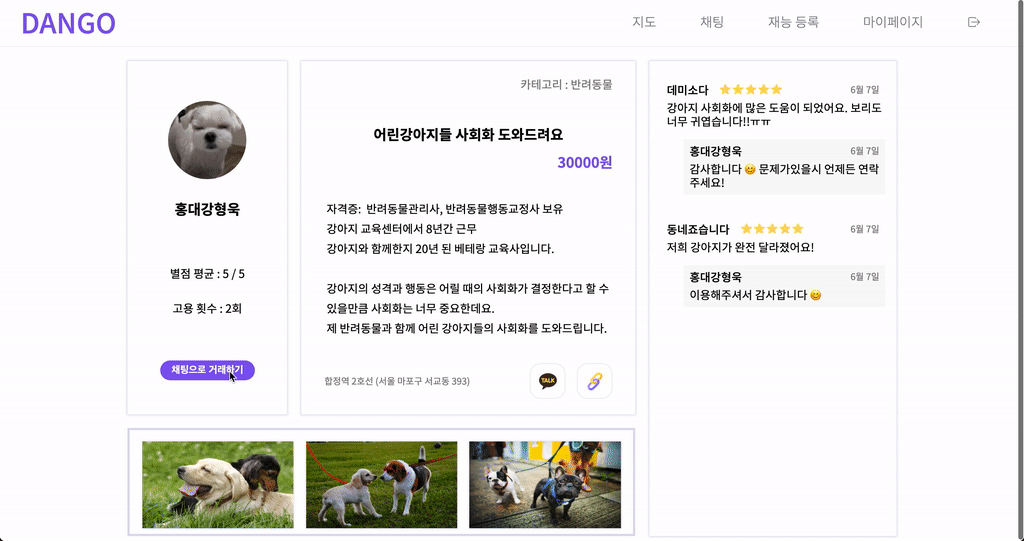 DANGO
지도
채팅
재능 등록
마이페이지
홍대강형욱
별점 평균 : 5 / 5
고용 횟수 : 2회
채팅으로 거래하기
카테고리 : 반려동물
어린강아지들 사회화 도와드려요
30000원
자격증:  반려동물관리사, 반려동물행동교정사 보유
강아지 교육센터에서 8년간 근무
강아지와 함께한지 20년 된 베테랑 교육사입니다.
강아지의 성격과 행동은 어릴 때의 사회화가 결정한다고 할 수
있을만큼 사회화는 너무 중요한데요.
제 반려동물과 함께 어린 강아지들의 사회화를 도와드립니다.
합정역 2호선 (서울 마포구 서교동 393)
TALK
데미소다 ⭐⭐⭐⭐⭐ 6월 7일
강아지 사회화에 많은 도움이 되었어요. 보리도
너무 귀엽습니다!!ㅠㅠ
홍대강형욱 6월 7일
감사합니다 😊 문제가있을시 언제든 연락
주세요!
동네죠습니다 ⭐⭐⭐⭐⭐ 6월 7일
저희 강아지가 완전 달라졌어요!
홍대강형욱 6월 7일
이용해주셔서 감사합니다 😊